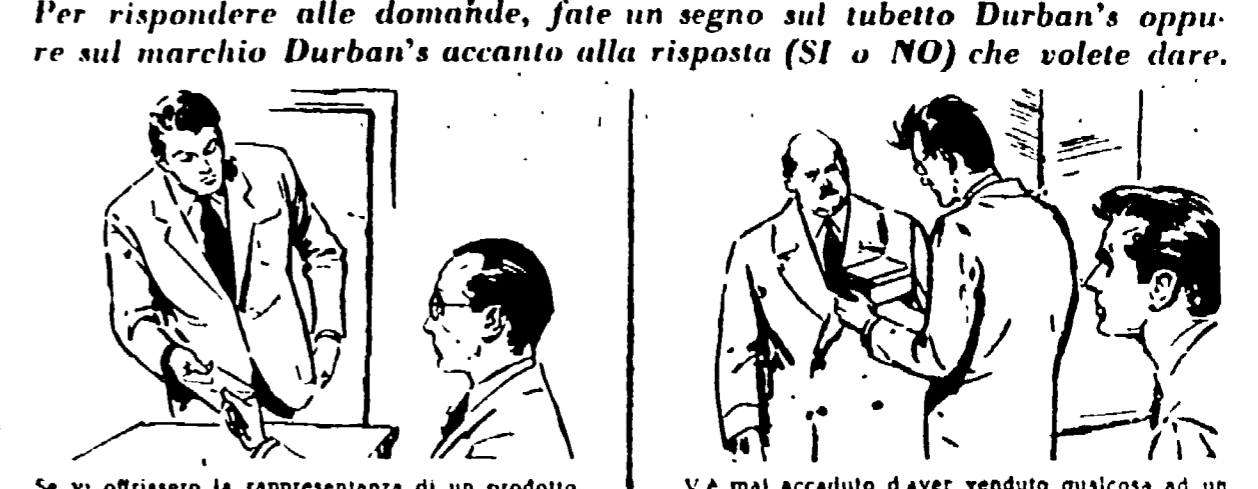 Per rispondere alle domande, fate un segno sul tubetto Durban's oppu-
re sul marchio Durban's accanto alla risposta (SI o NO) che volete dare.
Se vi offrissero la rappresentanza di un prodotto
V'è mai accaduto d'aver venduto qualcosa ad un